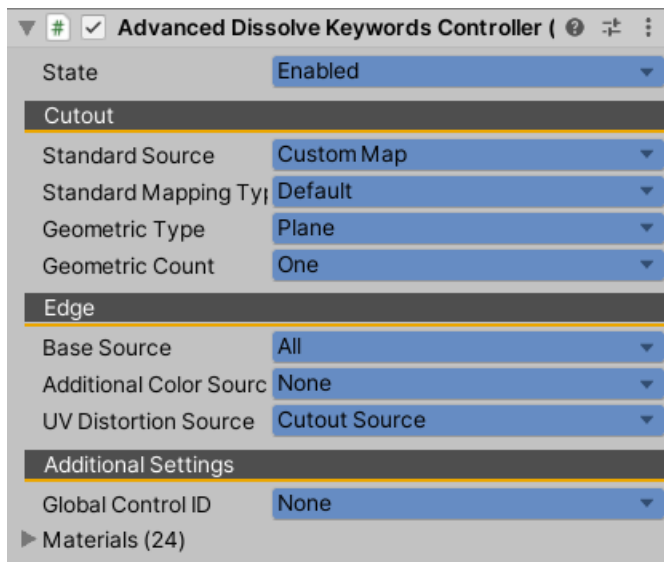 # Advanced Dissolve Keywords Controller (
State Enabled
Cutout
Standard Source Custom Map
Standard Mapping Typ Default
Geometric Type Plane
Geometric Count One
Edge
Base Source All
Additional Color Sourc None
UV Distortion Source Cutout Source
Additional Settings
Global Control ID None
Materials (24)